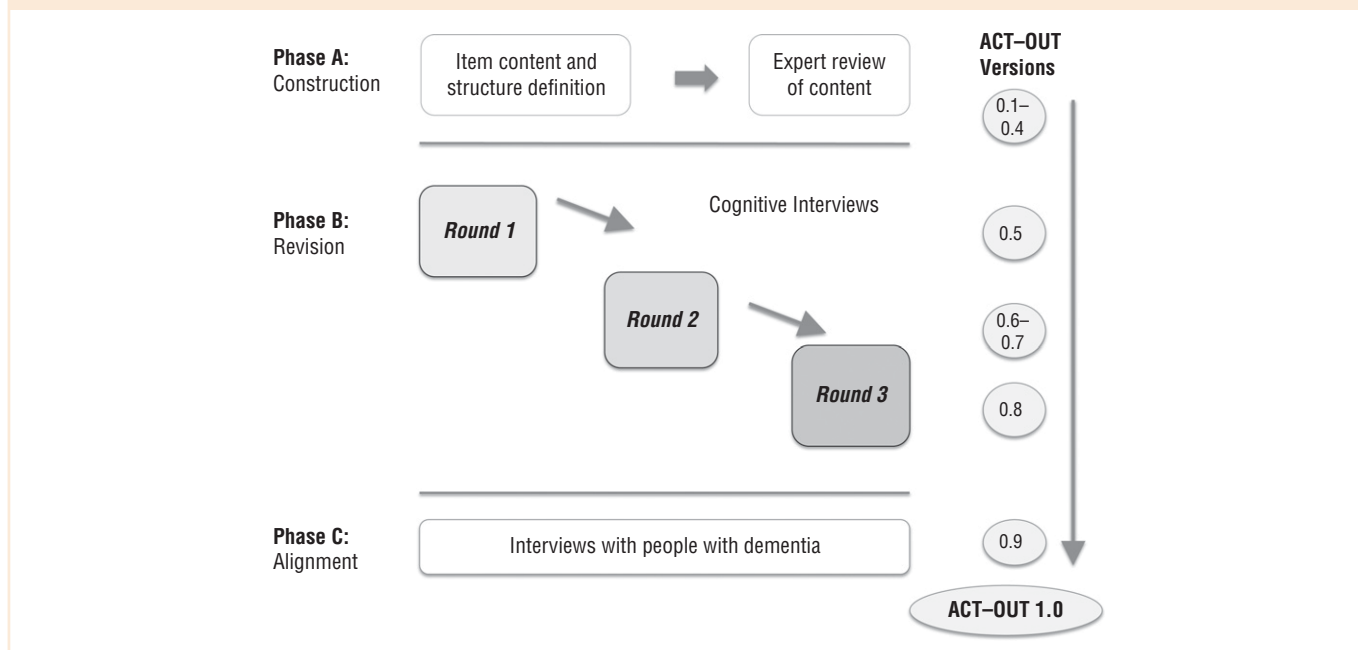 Phase A:
Construction
Item content and
structure definition
Expert review
of content
ACT–OUT
Versions
0.1–
0.4
Phase B:
Revision
Round 1
Cognitive Interviews
0.5
Round 2
0.6–
0.7
Round 3
0.8
Phase C:
Alignment
Interviews with people with dementia
0.9
ACT–OUT 1.0